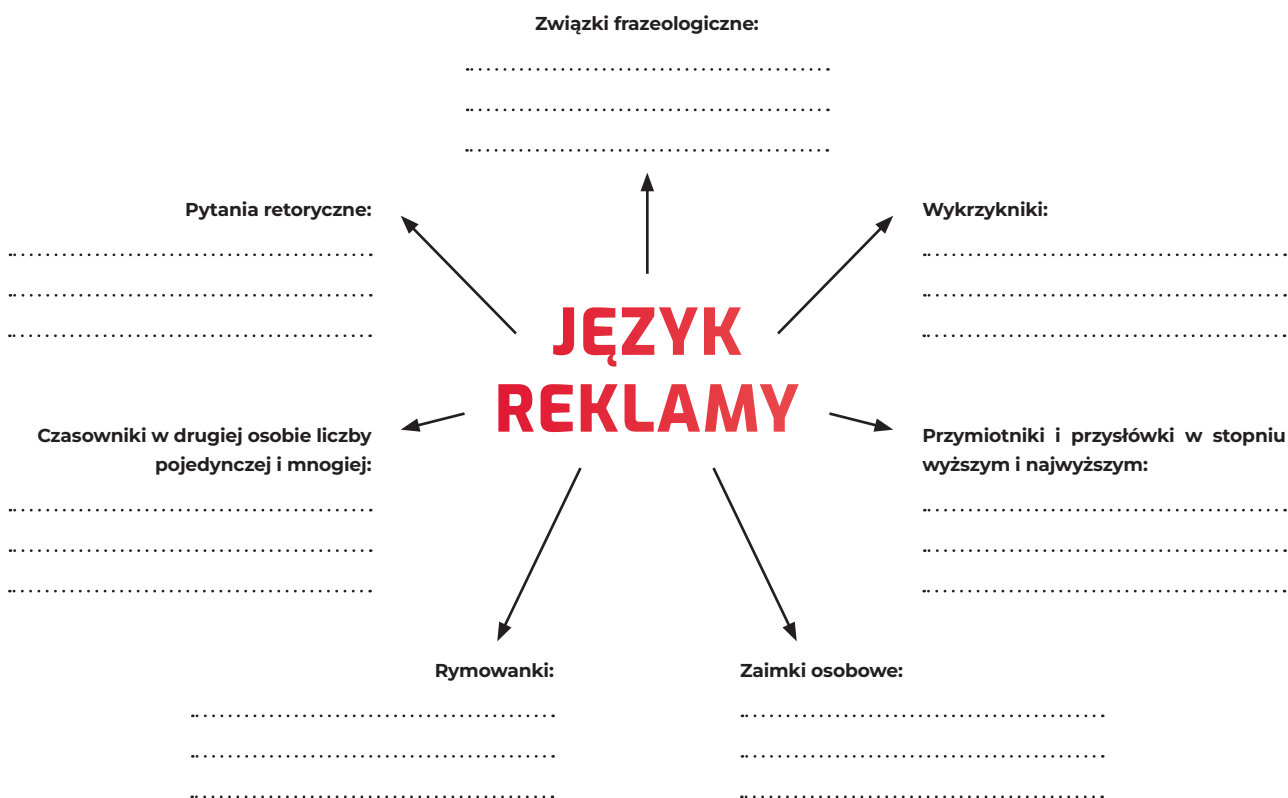 Związki frazeologiczne:
Pytania retoryczne:
Wykrzykniki:
JĘZYK
REKLAMY
Czasowniki w drugiej osobie liczby
pojedynczej i mnogiej:
Przymiotniki i przysłówki w stopniu
wyższym i najwyższym:
Rymowanki:
Zaimki osobowe: